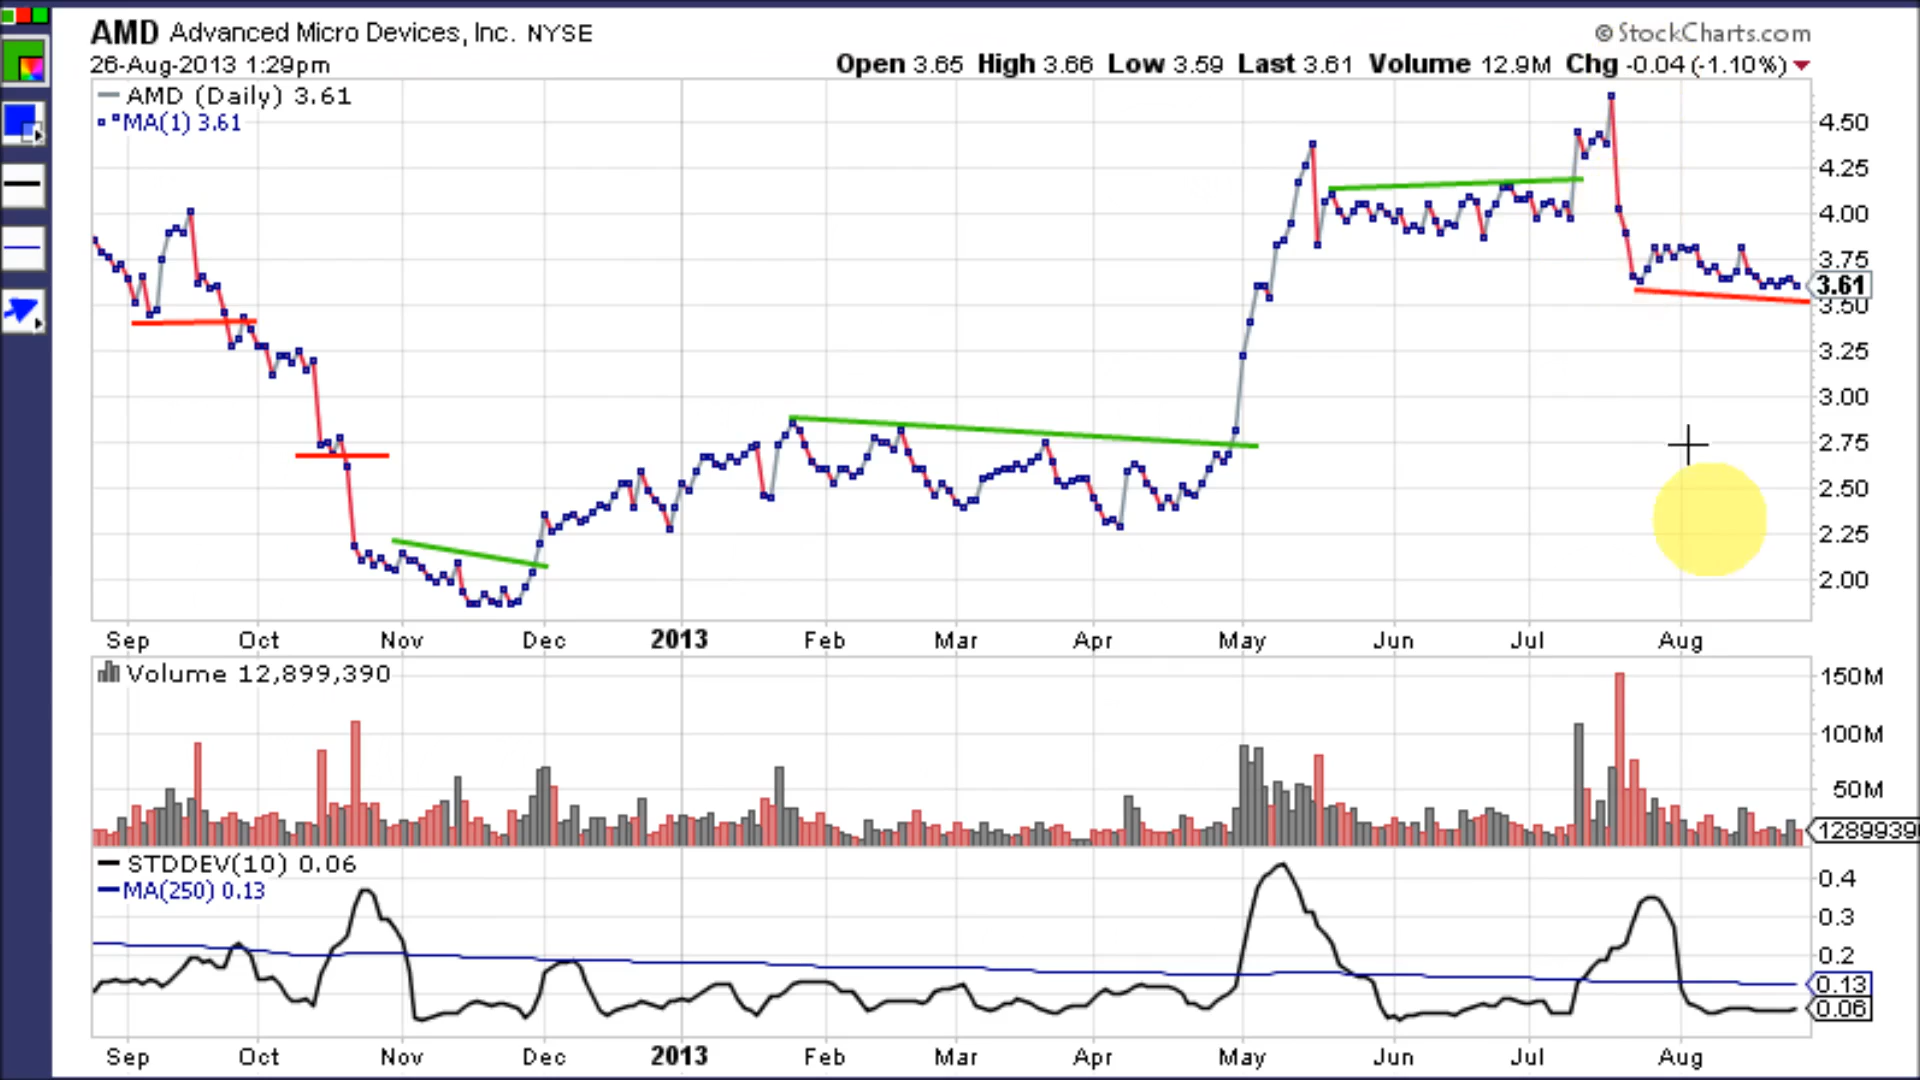 AMD Advanced Micro Devices, Inc. NYSE
© StockCharts.com
26-Aug-2013 1:29pm
Open 3.65 High 3.66 Low 3.59 Last 3.61 Volume 12.9M Chg -0.04 (-1.10%)
AMD (Daily) 3.61
MA(1) 3.61
4.50
4.25
4.00
3.75
3.61
3.50
3.25
3.00
2.75
2.50
2.25
2.00
Sep Oct Nov Dec 2013 Feb Mar Apr May Jun Jul Aug
Volume 12,899,390
150M
100M
50M
12899390
STDDEV(10) 0.06
MA(250) 0.13
0.4
0.3
0.2
0.13
0.06
Sep Oct Nov Dec 2013 Feb Mar Apr May Jun Jul Aug